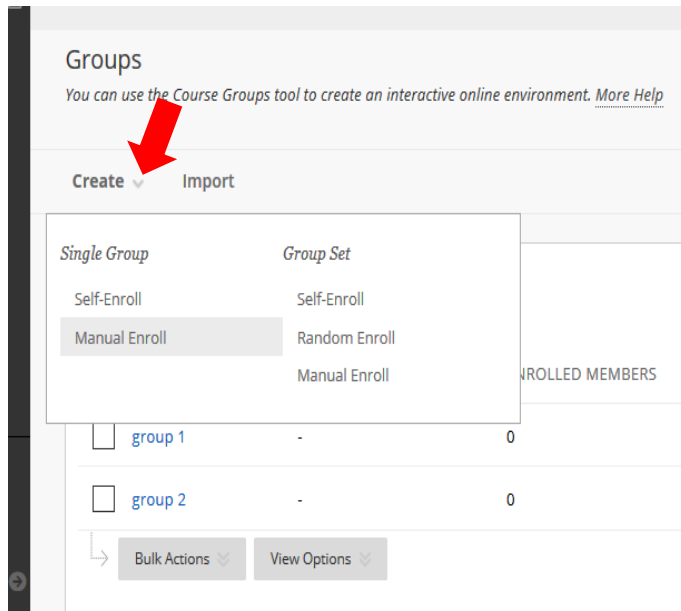 Groups
You can use the Course Groups tool to create an interactive online environment. More Help
Create Import
Single Group Group Set
Self-Enroll Self-Enroll
Manual Enroll Random Enroll
Manual Enroll
NROLLED MEMBERS
group 1 - 0
group 2 - 0
Bulk Actions View Options